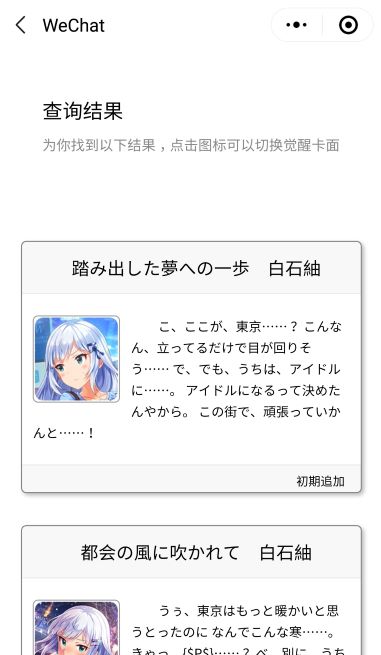 WeChat
查询结果
为你找到以下结果，点击图标可以切换觉醒卡面
踏み出した夢への一歩　白石紬
こ、ここが、東京……？ こんな
ん、立ってるだけで目が回りそ
う…… で、でも、うちは、アイドル
に……。 アイドルになるって決めた
んやから。 この街で、頑張っていか
んと……！
初期追加
都会の風に吹かれて　白石紬
うぅ、東京はもっと暖かいと思
うとったのに なんでこんな寒……。
きゃっ、{$P$}……？ べ、別に、うち